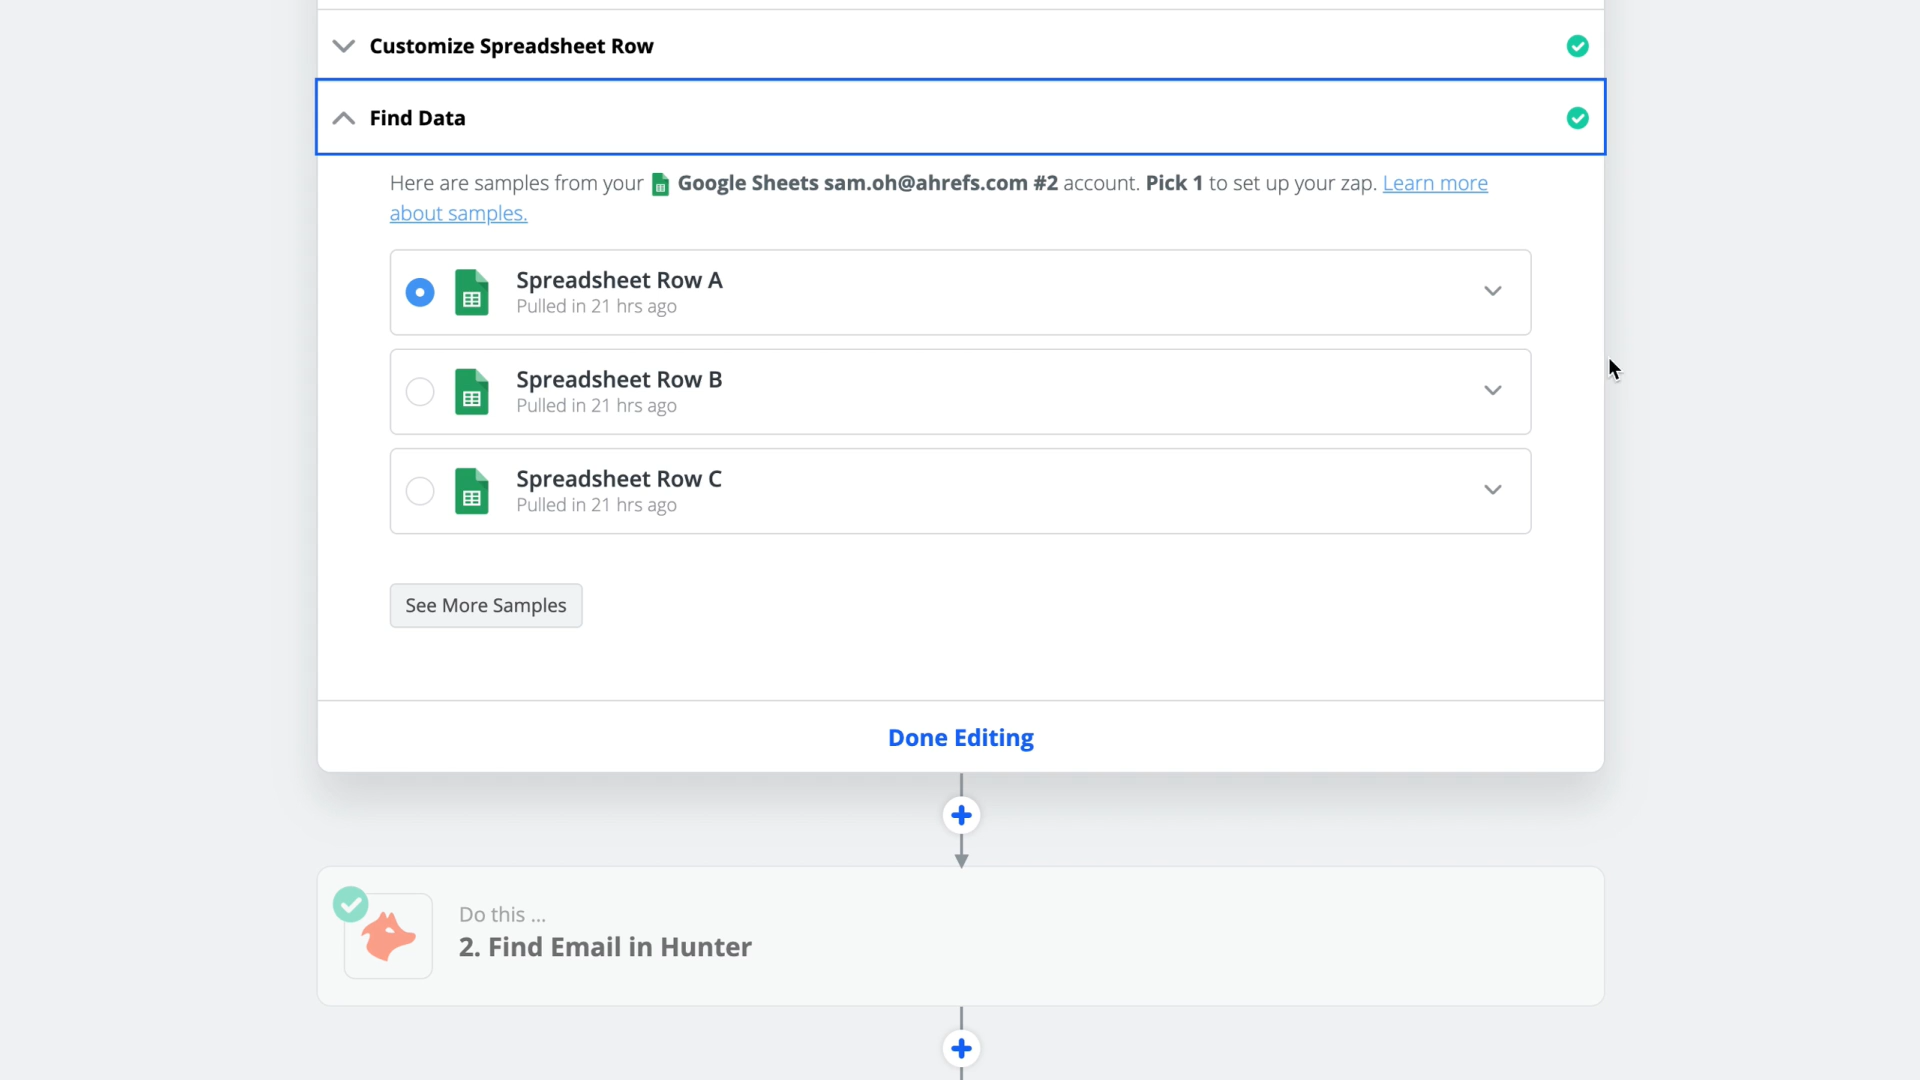 Customize Spreadsheet Row
Find Data
Here are samples from your Google Sheets sam.oh@ahrefs.com #2 account. Pick 1 to set up your zap. Learn more
about samples.
Spreadsheet Row A
Pulled in 21 hrs ago
Spreadsheet Row B
Pulled in 21 hrs ago
Spreadsheet Row C
Pulled in 21 hrs ago
See More Samples
Done Editing
Do this ...
2. Find Email in Hunter